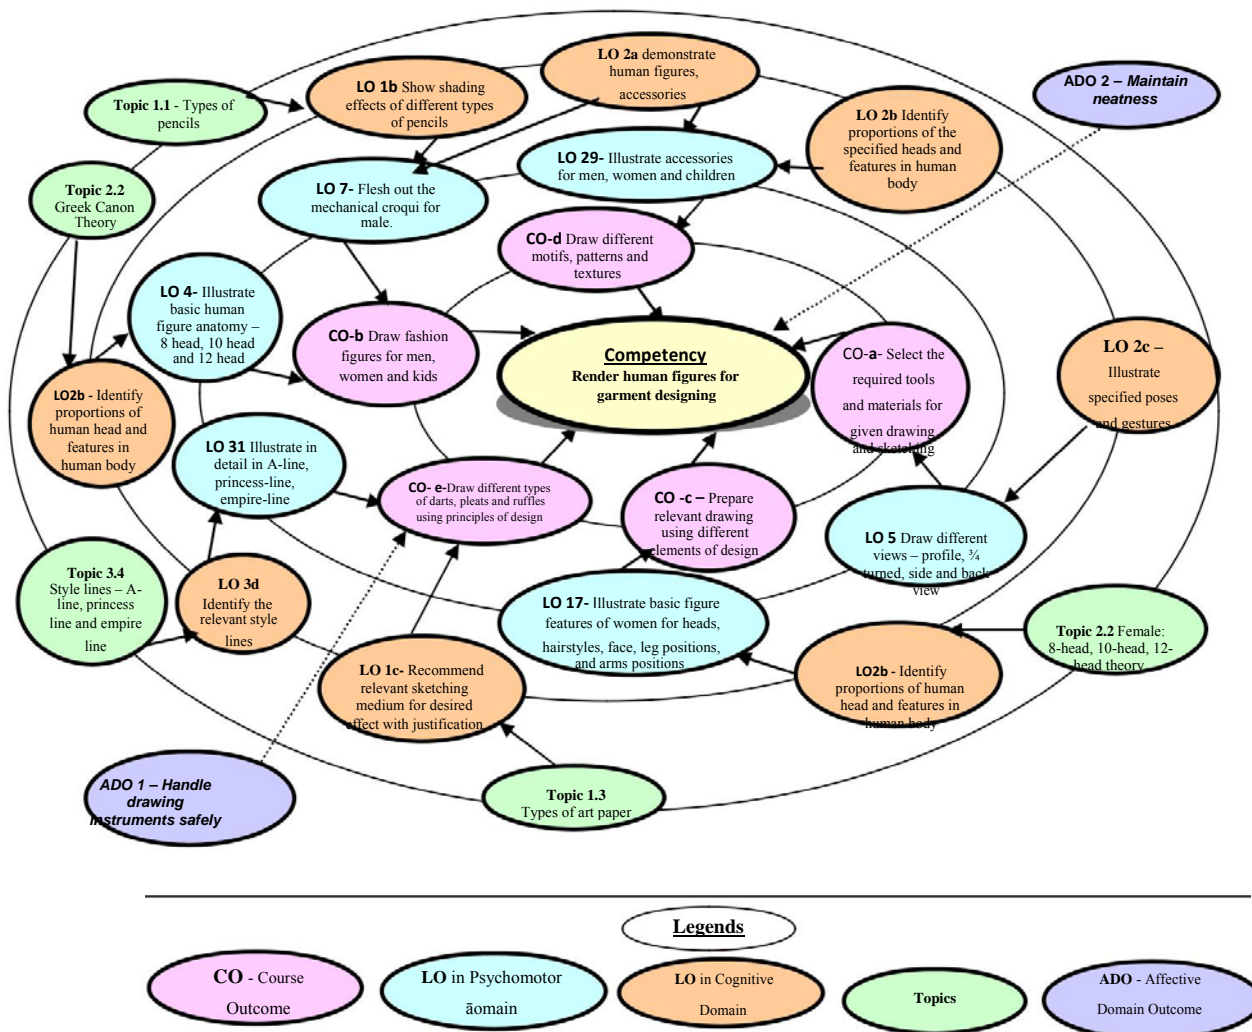 LO 2a demonstrate
human figures,
accessories
LO 1b Show shading
effects of different types
of pencils
ADO 2 – Maintain
neatness
Topic 1.1 - Types of
pencils
LO 2b Identify
proportions of the
specified heads and
features in human
body
LO 29- Illustrate accessories
for men, women and children
Topic 2.2
Greek Canon
Theory
LO 7- Flesh out the
mechanical croqui for
male.
CO-d Draw different
motifs, patterns and
textures
LO 4- Illustrate
basic human
figure anatomy –
8 head, 10 head
and 12 head
CO-b Draw fashion
figures for men,
women and kids
Competency
Render human figures for
garment designing
CO-a- Select the
required tools
and materials for
given drawing
and sketching
LO 2c –
Illustrate
specified poses
and gestures
LO2b - Identify
proportions of
human head and
features in
human body
LO 31 Illustrate in
detail in A-line,
princess-line,
empire-line
CO- e-Draw different types
of darts, pleats and ruffles
using principles of design
CO -c – Prepare
relevant drawing
using different
elements of design
LO 5 Draw different
views – profile, ¾
turned, side and back
view
Topic 3.4
Style lines – A-
line, princess
line and empire
line
LO 3d
Identify the
relevant style
lines
LO 17- Illustrate basic figure
features of women for heads,
hairstyles, face, leg positions,
and arms positions
Topic 2.2 Female:
8-head, 10-head, 12-
head theory
LO 1c- Recommend
relevant sketching
medium for desired
effect with justification
LO2b - Identify
proportions of human
head and features in
human body
ADO 1 – Handle
drawing
instruments safely
Topic 1.3
Types of art paper
Legends
CO - Course
Outcome
LO in Psychomotor
āomain
LO in Cognitive
Domain
Topics
ADO - Affective
Domain Outcome